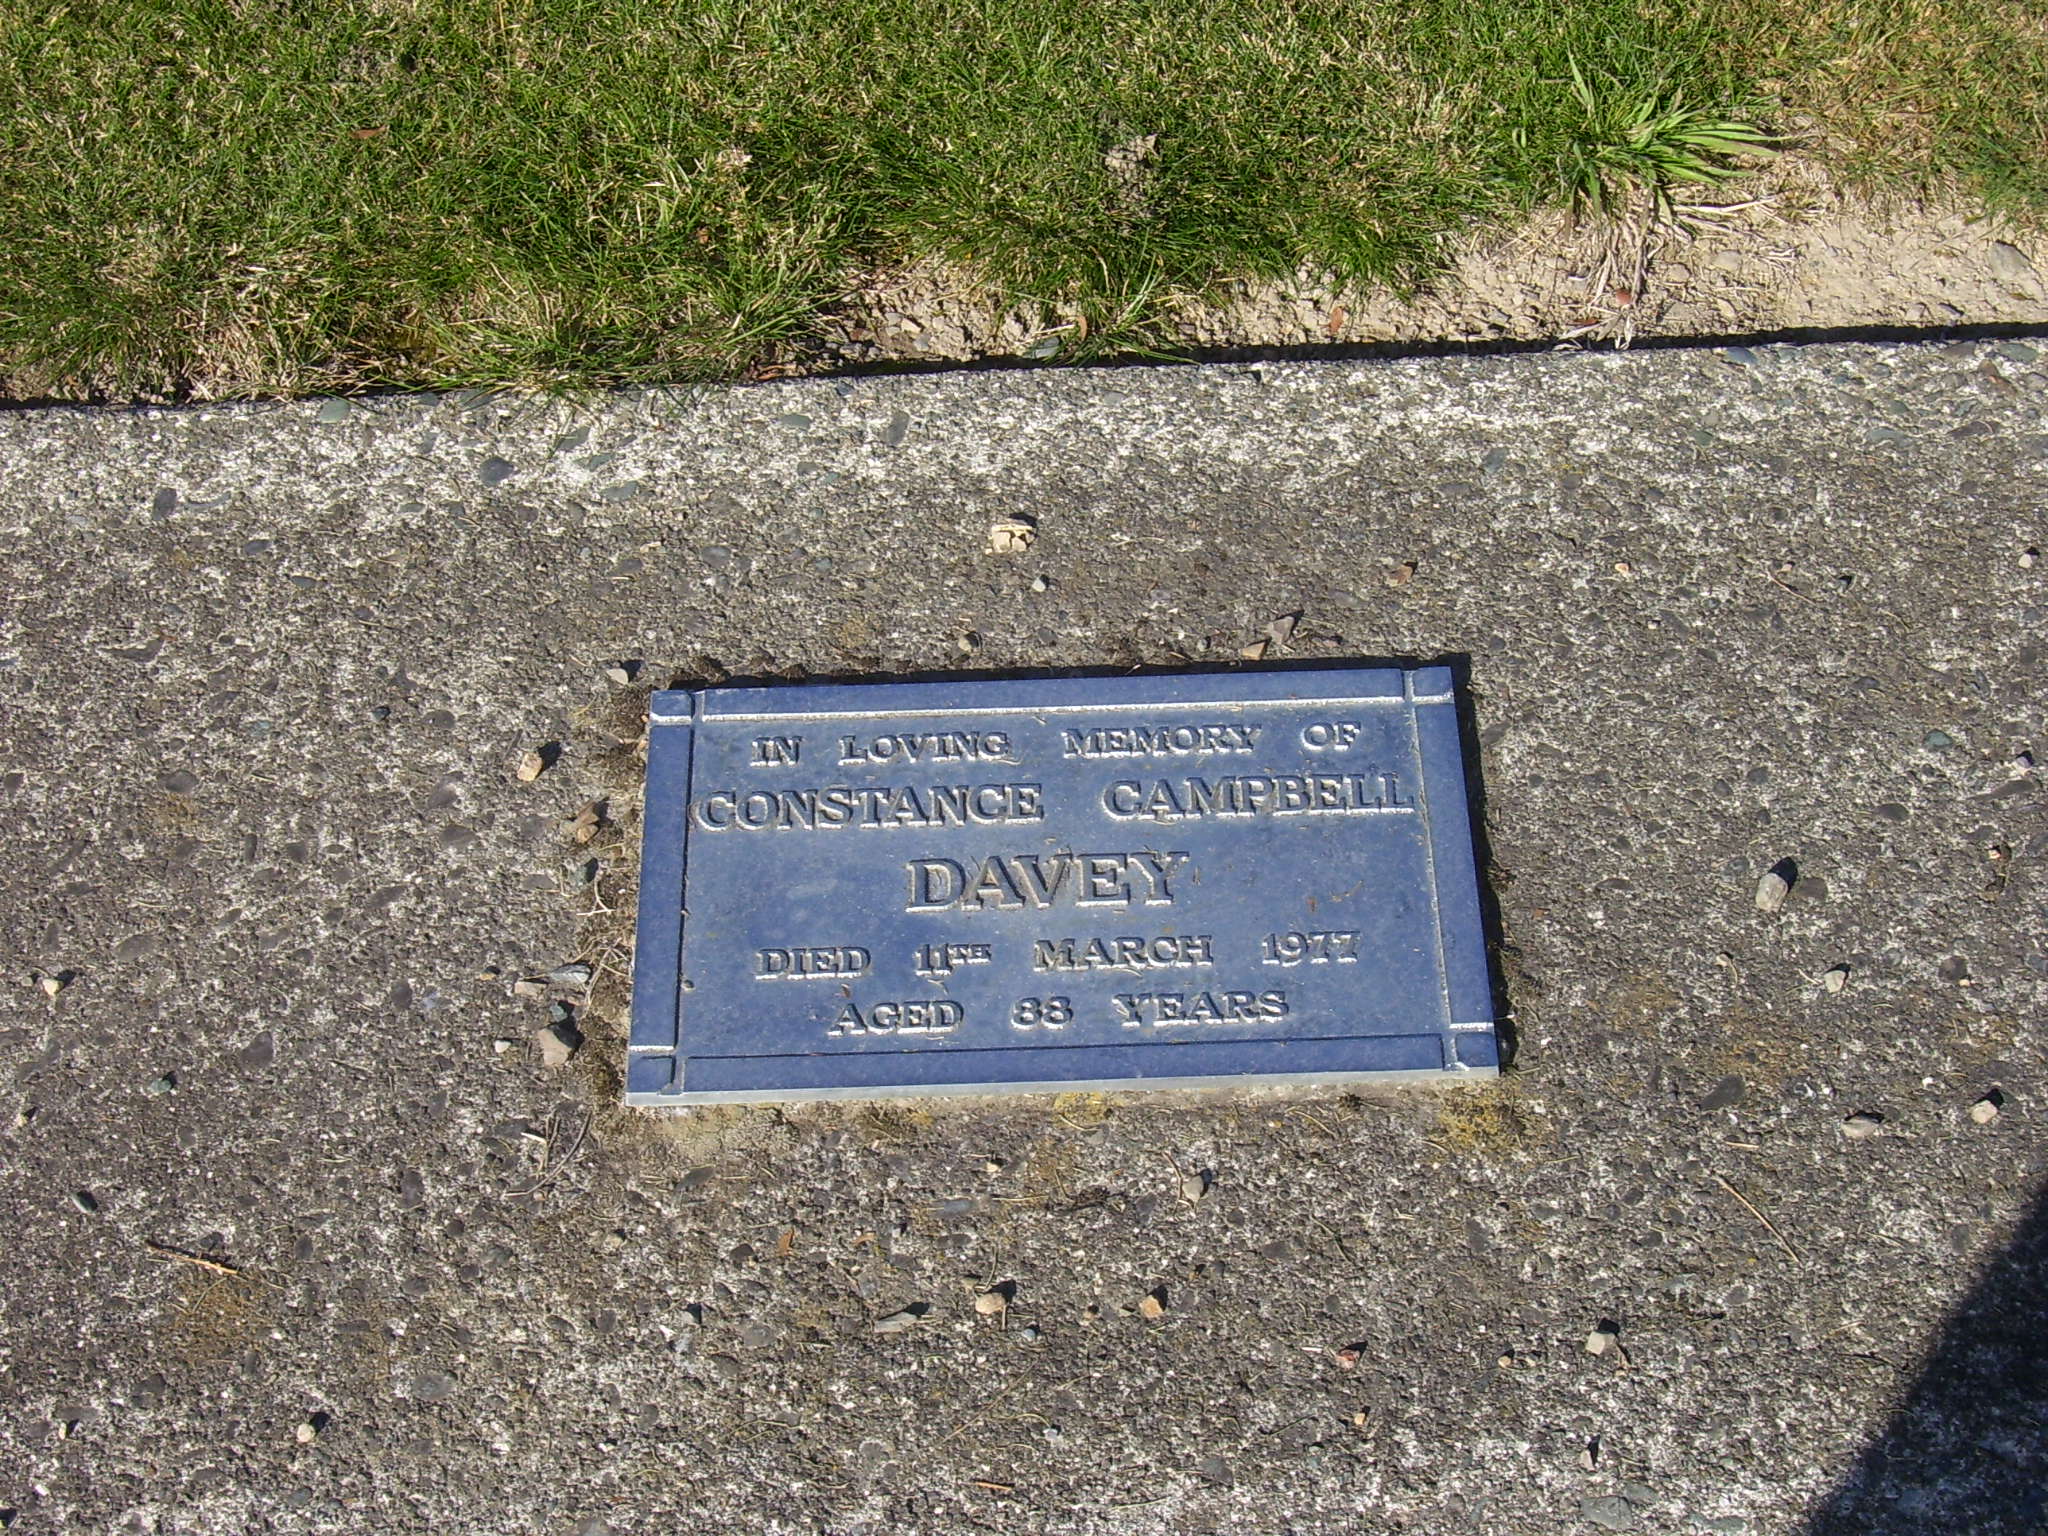 IN LOVING MEMORY OF
CONSTANCE CAMPBELL
DAVEY
DIED 11TH MARCH 1977
AGED 88 YEARS